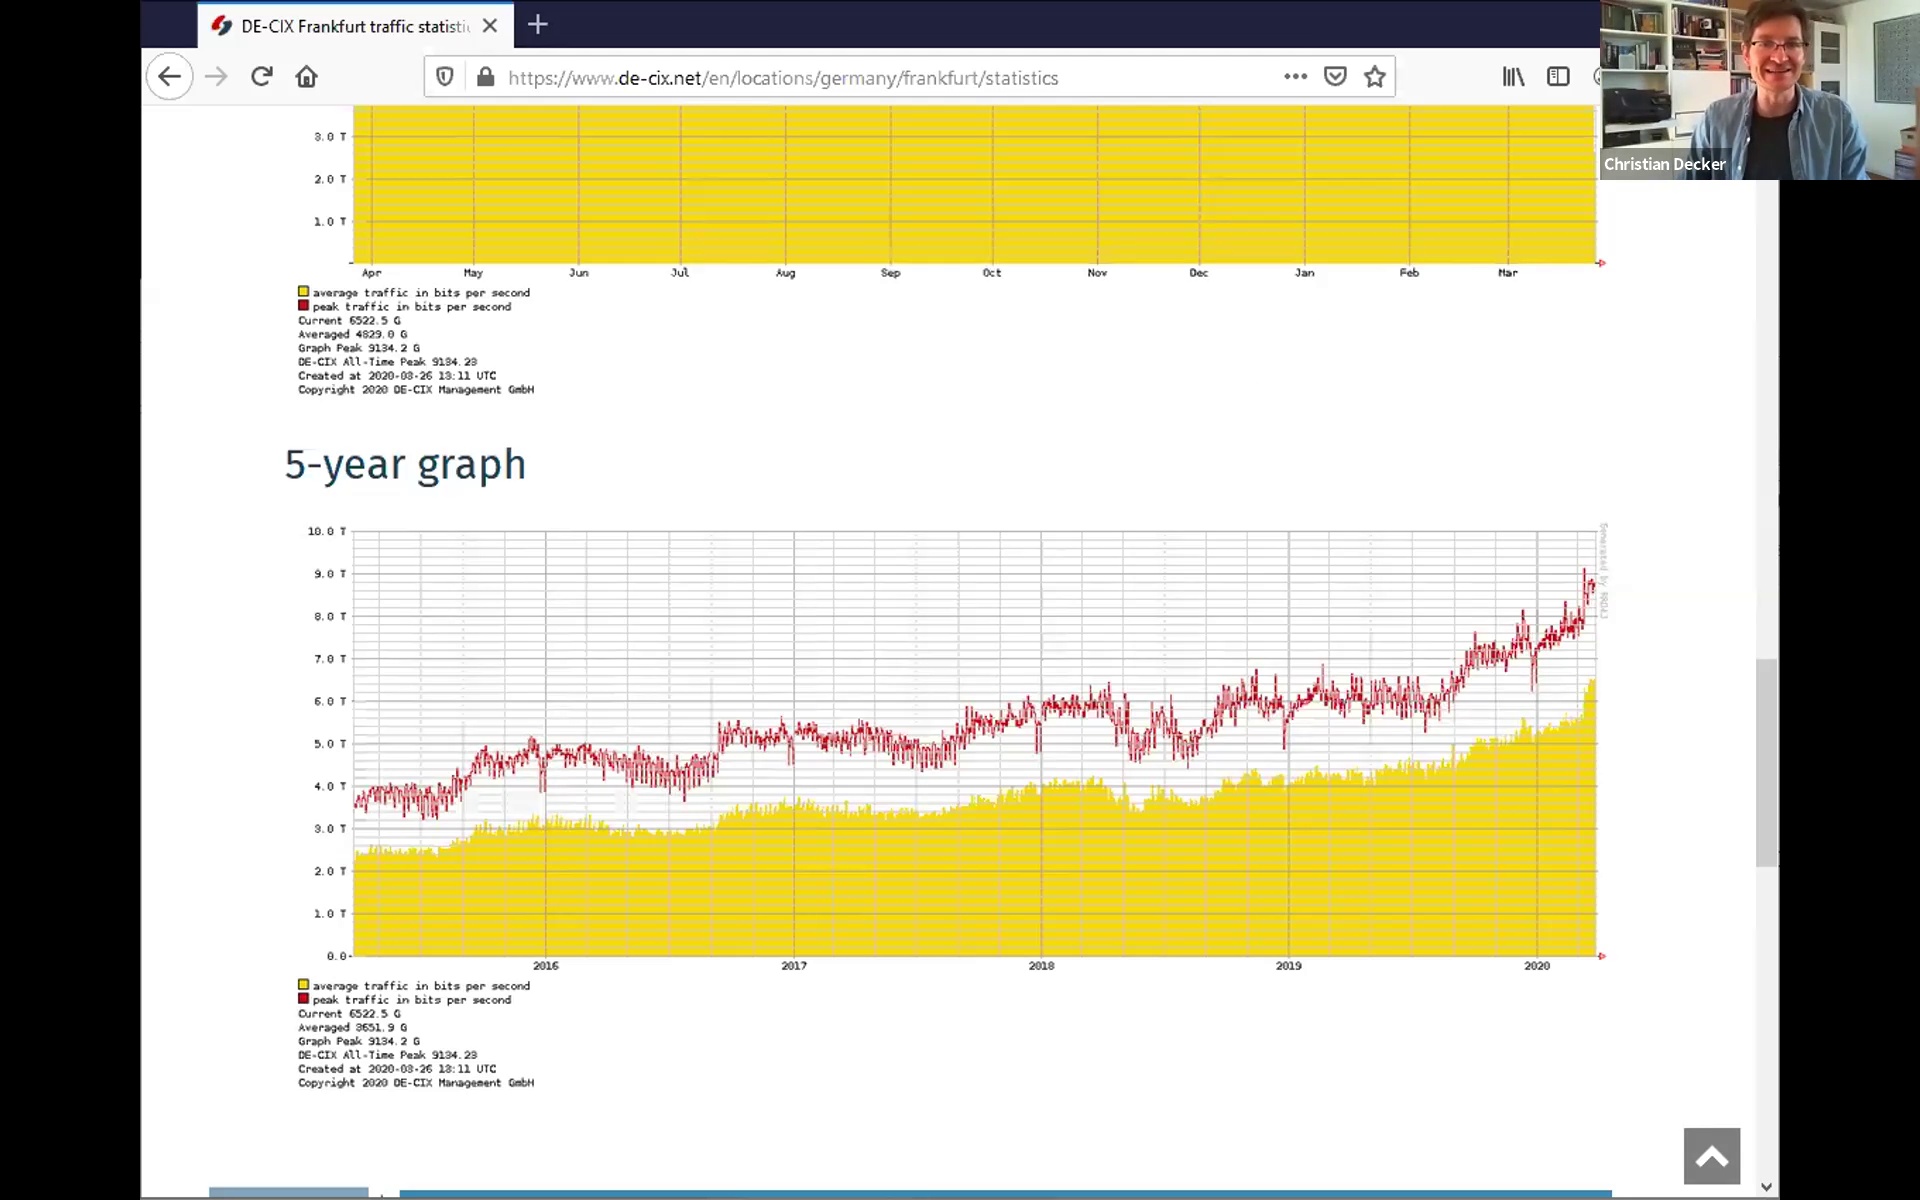 DE-CIX Frankfurt traffic statisti
https://www.de-cix.net/en/locations/germany/frankfurt/statistics
Christian Decker
3.0 T
2.0 T
1.0 T
Apr May Jun Jul Aug Sep Oct Nov Dec Jan Feb Mar
average traffic in bits per second
peak traffic in bits per second
Current 6522.5 G
Averaged 4829.0 G
Graph Peak 9134.2 G
DE-CIX All-Time Peak 9134.23
Created at 2020-03-26 13:11 UTC
Copyright 2020 DE-CIX Management GmbH
5-year graph
10.0 T
9.0 T
8.0 T
7.0 T
6.0 T
5.0 T
4.0 T
3.0 T
2.0 T
1.0 T
0.0
2016 2017 2018 2019 2020
average traffic in bits per second
peak traffic in bits per second
Current 6522.5 G
Averaged 3651.9 G
Graph Peak 9134.2 G
DE-CIX All-Time Peak 9134.23
Created at 2020-03-26 13:11 UTC
Copyright 2020 DE-CIX Management GmbH